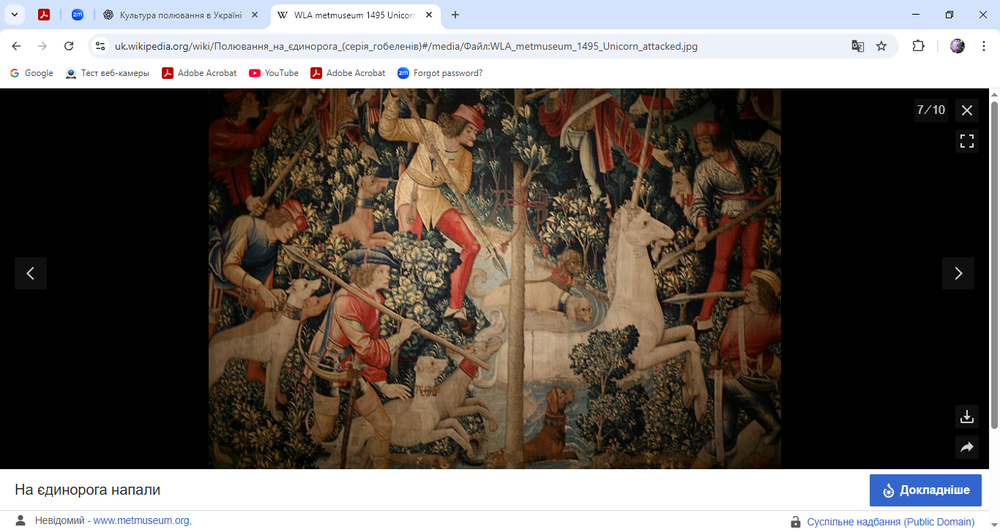 zm
Культура полювання в Україні
W WLA metmuseum 1495 Unicorn
uk.wikipedia.org/wiki/Полювання_на_єдинорога_(серія_гобеленів)#/media/Файл:WLA_metmuseum_1495_Unicorn_attacked.jpg
Google Тест веб-камеры Adobe Acrobat YouTube Adobe Acrobat zm Forgot password?
7/10
На єдинорога напали
Докладніше
Невідомий - www.metmuseum.org,
Суспільне надбання (Public Domain)